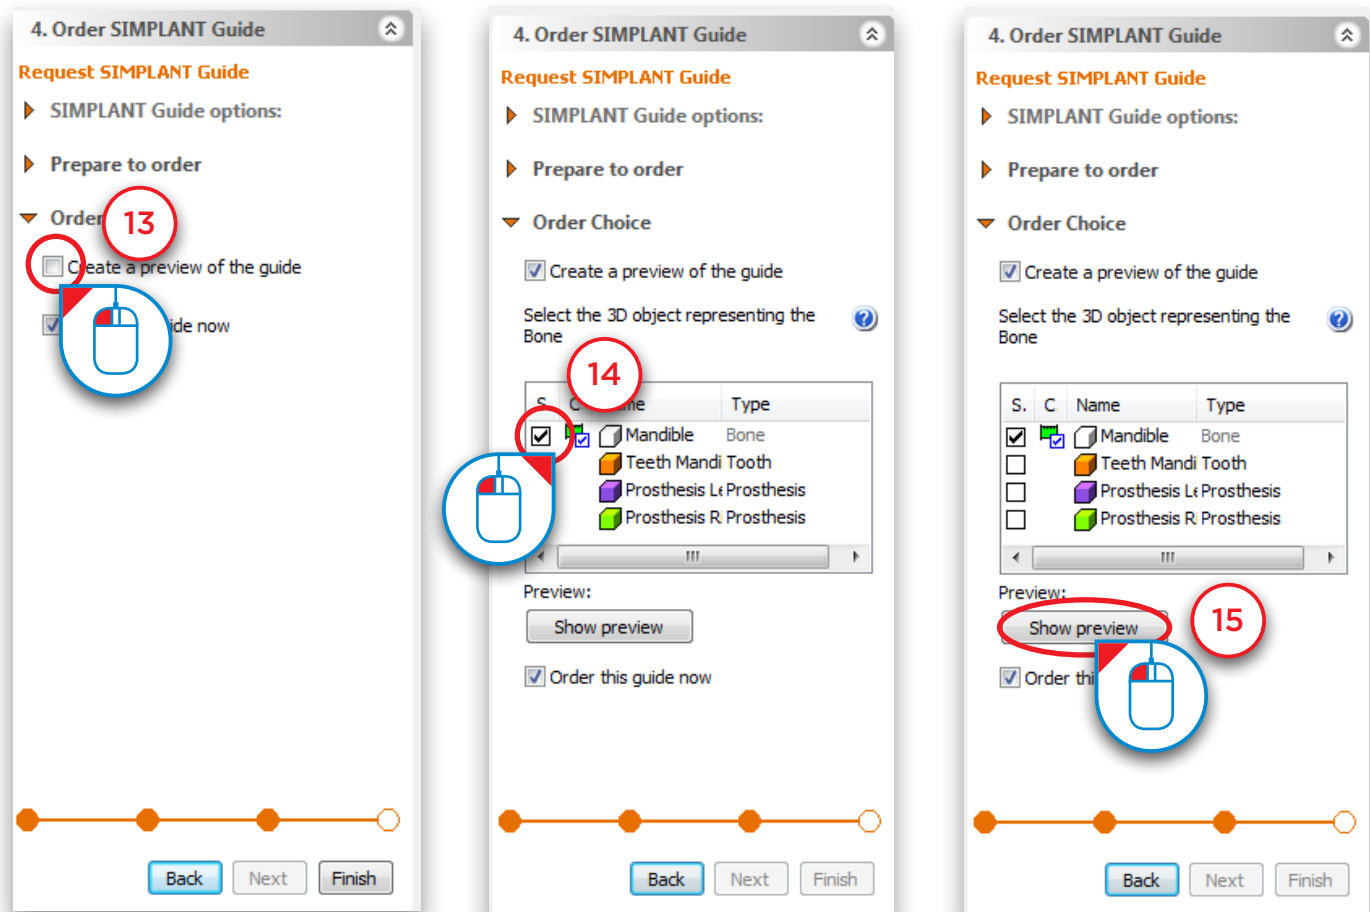 4. Order SIMPLANT Guide
Request SIMPLANT Guide
SIMPLANT Guide options:
Prepare to order
Order
13
Create a preview of the guide
now
Back Next Finish
4. Order SIMPLANT Guide
Request SIMPLANT Guide
SIMPLANT Guide options:
Prepare to order
Order Choice
Create a preview of the guide
Select the 3D object representing the
Bone
14
Type
Mandible Bone
Teeth Mandi Tooth
Prosthesis Le Prosthesis
Prosthesis R Prosthesis
Preview:
Show preview
Order this guide now
Back Next Finish
4. Order SIMPLANT Guide
Request SIMPLANT Guide
SIMPLANT Guide options:
Prepare to order
Order Choice
Create a preview of the guide
Select the 3D object representing the
Bone
S. C. Name Type
Mandible Bone
Teeth Mandi Tooth
Prosthesis Le Prosthesis
Prosthesis R Prosthesis
Preview:
Show preview
15
Order thi
Back Next Finish